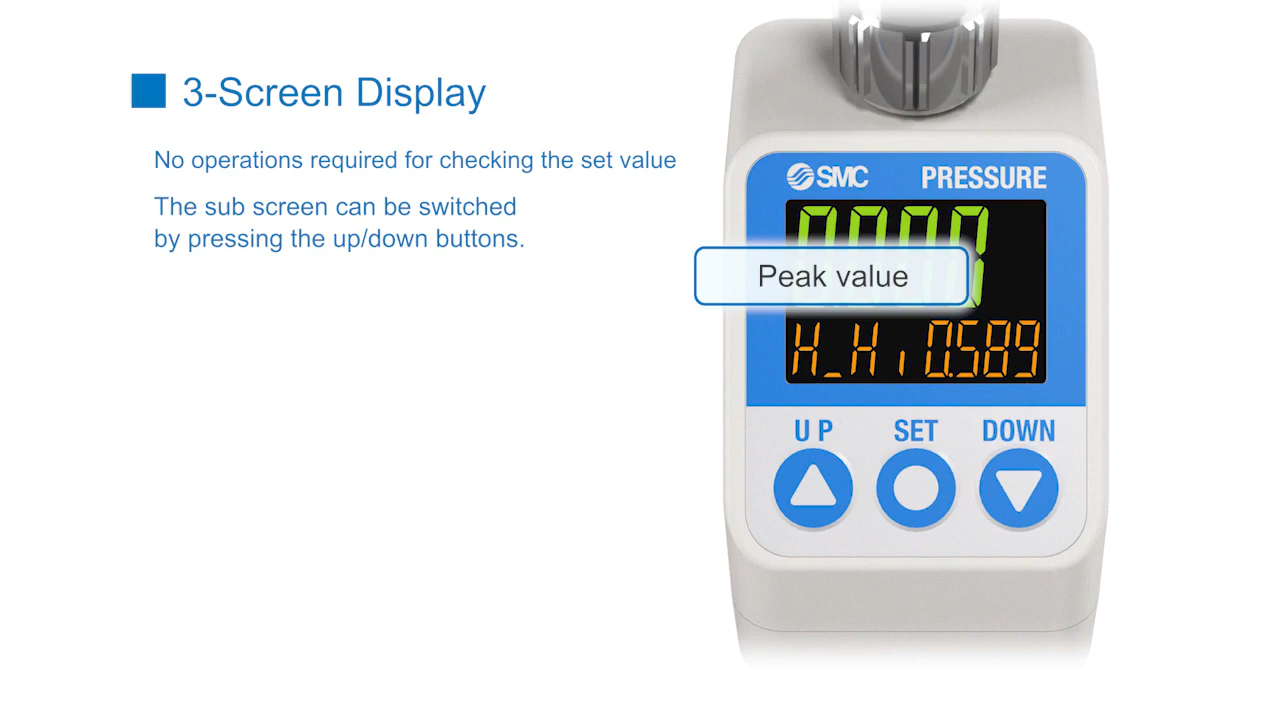 3-Screen Display
No operations required for checking the set value
The sub screen can be switched
by pressing the up/down buttons.
SMC PRESSURE
Peak value
H_Hi 0.589
UP SET DOWN